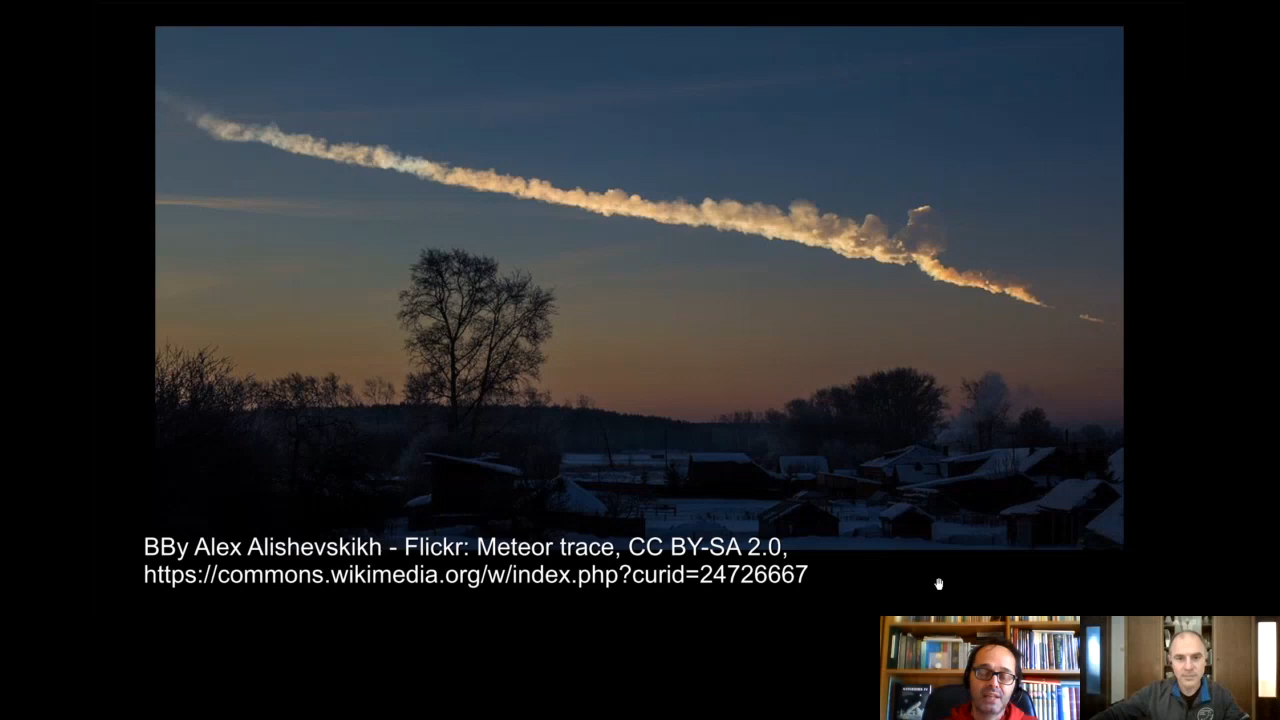 BBy Alex Alishevskikh - Flickr: Meteor trace, CC BY-SA 2.0,
https://commons.wikimedia.org/w/index.php?curid=24726667